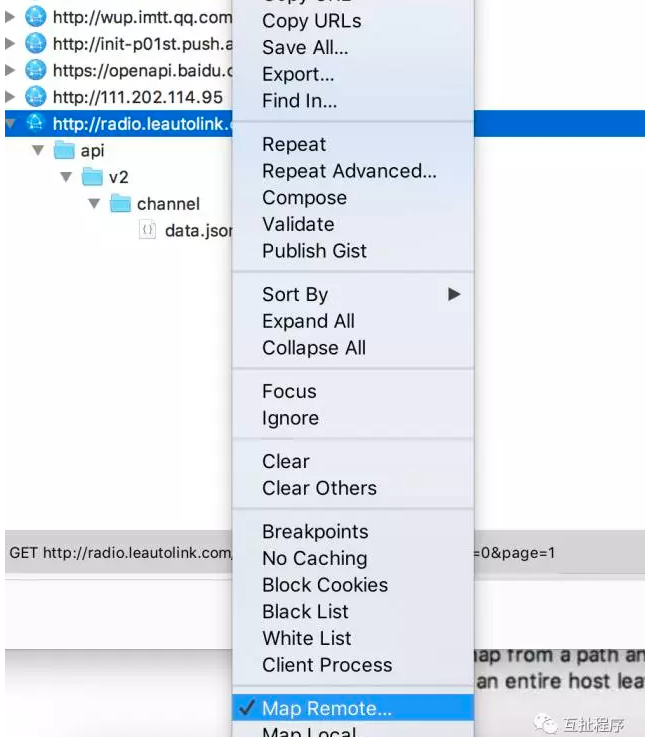 http://wup.imtt.qq.com
http://init-p01st.push.a
https://openapi.baidu.c
http://111.202.114.95
http://radio.leautolink.
api
v2
channel
data.json
Copy URLs
Save All...
Export...
Find In...
Repeat
Repeat Advanced...
Compose
Validate
Publish Gist
Sort By
Expand All
Collapse All
Focus
Ignore
Clear
Clear Others
Breakpoints
No Caching
Block Cookies
Black List
White List
Client Process
Map Remote...
Map Local
GET http://radio.leautolink.com
=0&page=1
map from a path an
an entire host lea
互扯程序